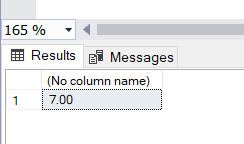 165 %
Results Messages
(No column name)
1 7.00